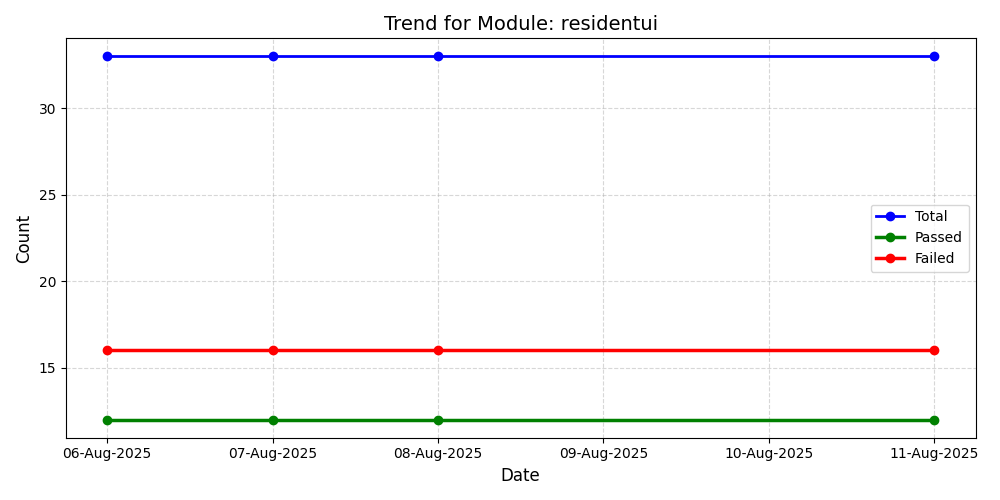 Trend for Module: residentui
Count
30
25
20
15
Total
Passed
Failed
06-Aug-2025 07-Aug-2025 08-Aug-2025 09-Aug-2025 10-Aug-2025 11-Aug-2025
Date